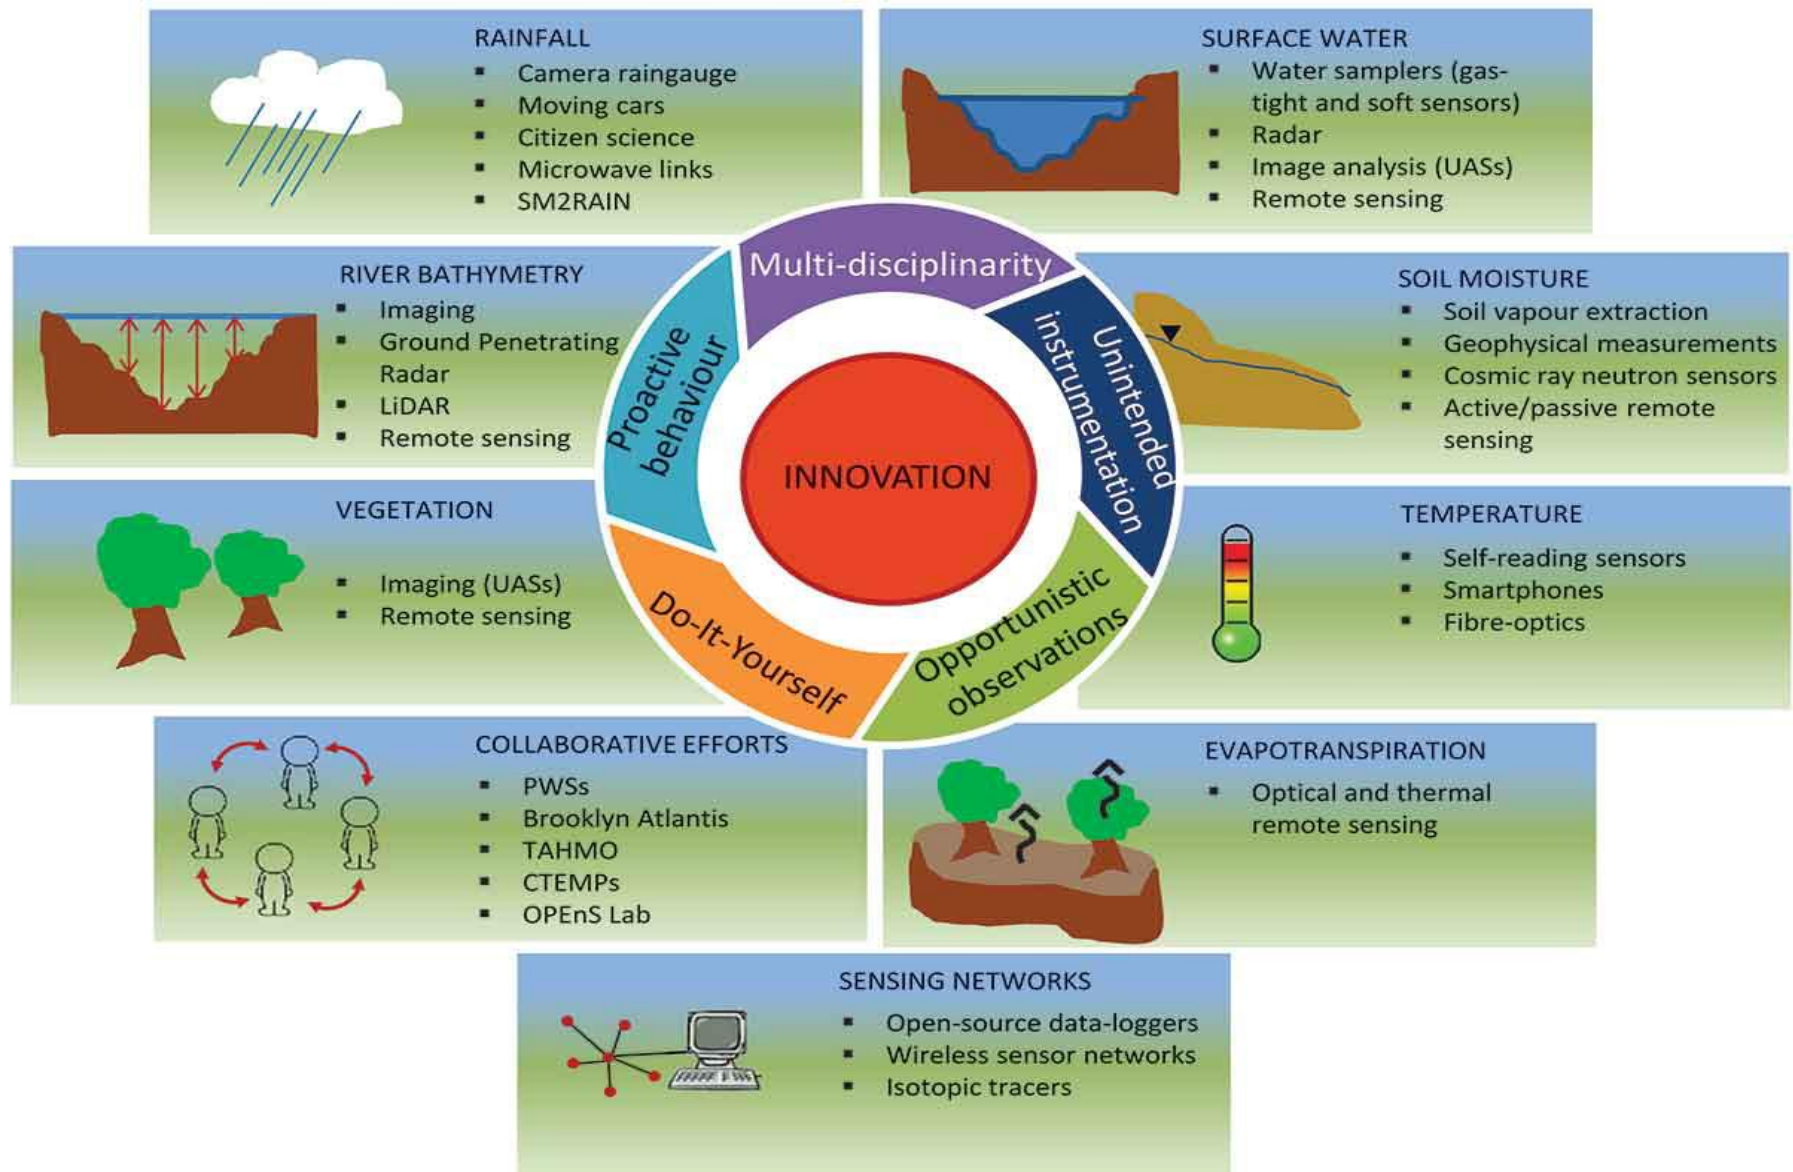 RAINFALL
▪ Camera raingauge
▪ Moving cars
▪ Citizen science
▪ Microwave links
▪ SM2RAIN
SURFACE WATER
▪ Water samplers (gas-
tight and soft sensors)
▪ Radar
▪ Image analysis (UASs)
▪ Remote sensing
RIVER BATHYMETRY
▪ Imaging
▪ Ground Penetrating
Radar
▪ LiDAR
▪ Remote sensing
Multi-disciplinarity
Unintended
instrumentation
Opportunistic
observations
Do-It-Yourself
Proactive
behaviour
INNOVATION
SOIL MOISTURE
▪ Soil vapour extraction
▪ Geophysical measurements
▪ Cosmic ray neutron sensors
▪ Active/passive remote
sensing
VEGETATION
▪ Imaging (UASs)
▪ Remote sensing
TEMPERATURE
▪ Self-reading sensors
▪ Smartphones
▪ Fibre-optics
COLLABORATIVE EFFORTS
▪ PWSs
▪ Brooklyn Atlantis
▪ TAHMO
▪ CTEMPs
▪ OPEnS Lab
EVAPOTRANSPIRATION
▪ Optical and thermal
remote sensing
SENSING NETWORKS
▪ Open-source data-loggers
▪ Wireless sensor networks
▪ Isotopic tracers